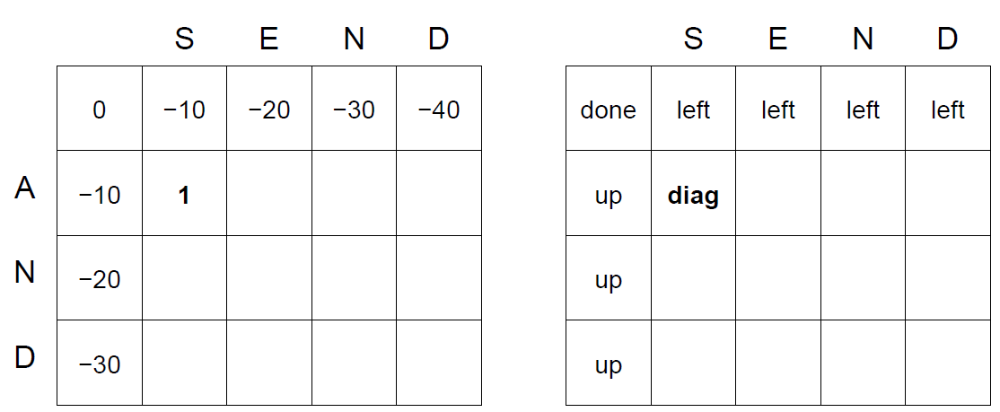 S E N D S E N D
0 −10 −20 −30 −40 done left left left left
A −10 1 up diag
N −20 up
D −30 up